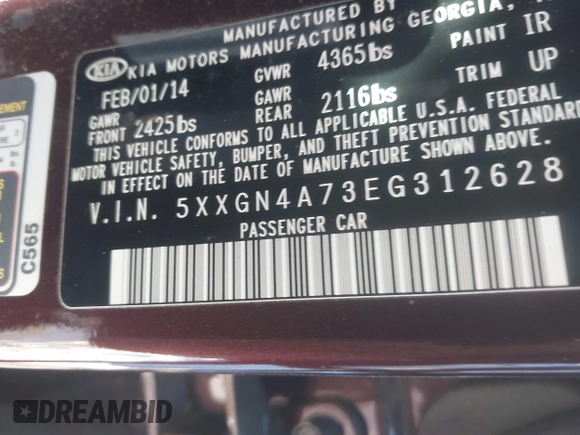 MANUFACTURED BY
KIA KIA MOTORS MANUFACTURING GEORGIA,
FEB/01/14 GVWR 4365lbs PAINT IR
GAWR FRONT 2425lbs GAWR REAR 2116lbs TRIM UP
THIS VEHICLE CONFORMS TO ALL APPLICABLE U.S.A. FEDERAL
MOTOR VEHICLE SAFETY, BUMPER, AND THEFT PREVENTION STANDARD
IN EFFECT ON THE DATE OF MANUFACTURE SHOWN ABOVE.
V.I.N. 5XXGN4A73EG312628
PASSENGER CAR
C565
DREAMBID